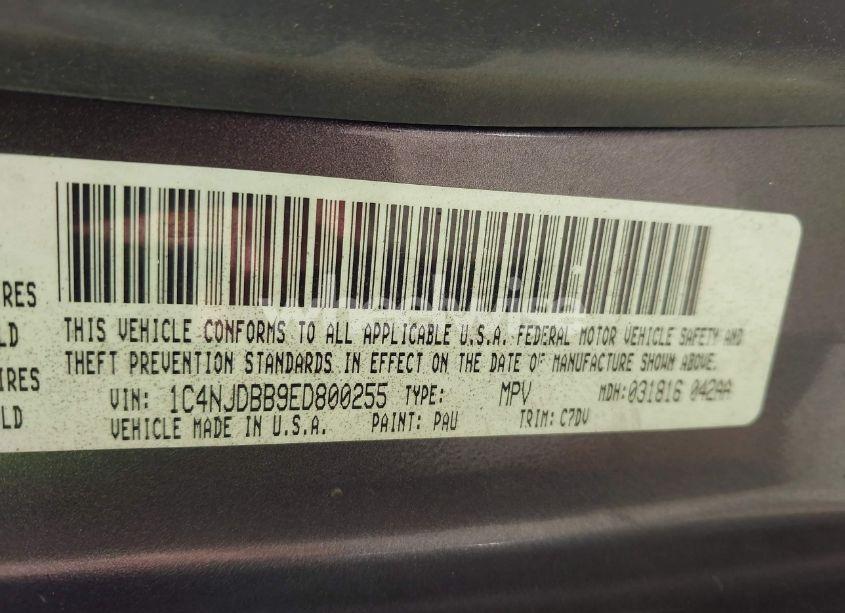 RES
LD
IRES
LD
THIS VEHICLE CONFORMS TO ALL APPLICABLE U.S.A. FEDERAL MOTOR VEHICLE SAFETY AND
THEFT PREVENTION STANDARDS IN EFFECT ON THE DATE OF MANUFACTURE SHOWN ABOVE.
VIN: 1C4NJDBB9ED800255 TYPE: MPV MDH: 031816 042AA
VEHICLE MADE IN U.S.A. PAINT: PAU TRIM: C7DV